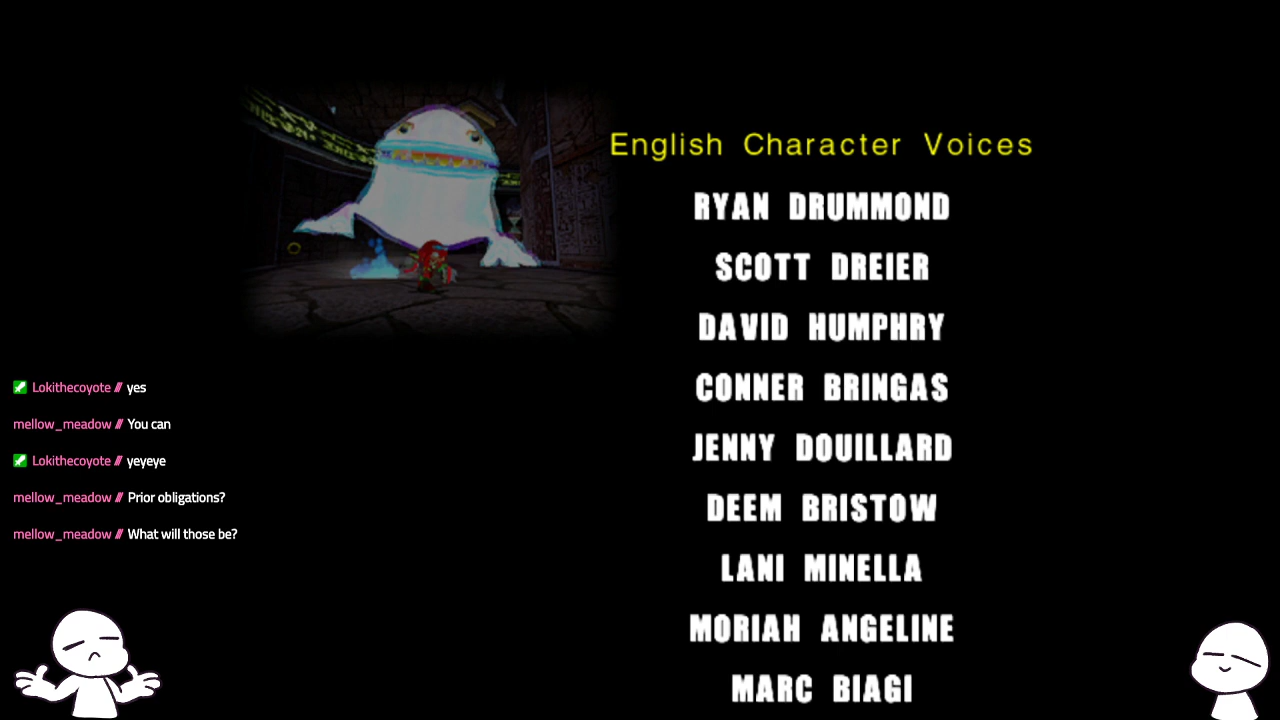 English Character Voices
RYAN DRUMMOND
SCOTT DREIER
DAVID HUMPHRY
CONNER BRINGAS
JENNY DOUILLARD
DEEM BRISTOW
LANI MINELLA
MORIAH ANGELINE
MARC BIAGI
Lokithecoyote // yes
mellow_meadow // You can
Lokithecoyote // yeyeye
mellow_meadow // Prior obligations?
mellow_meadow // What will those be?